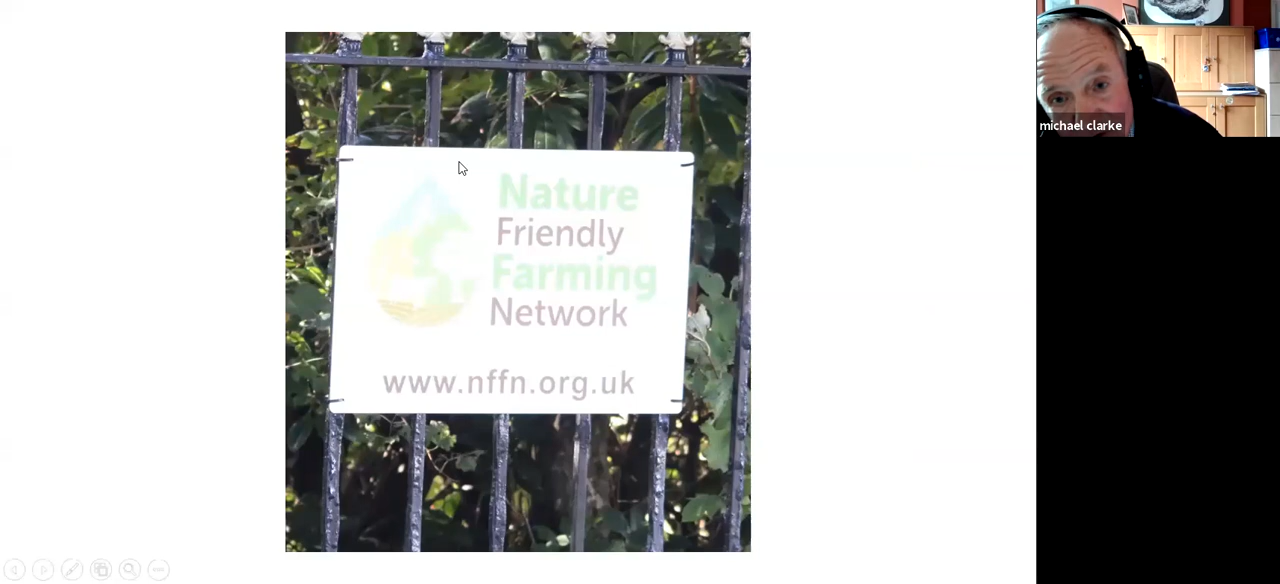 Nature
Friendly
Farming
Network
www.nffn.org.uk
michael clarke